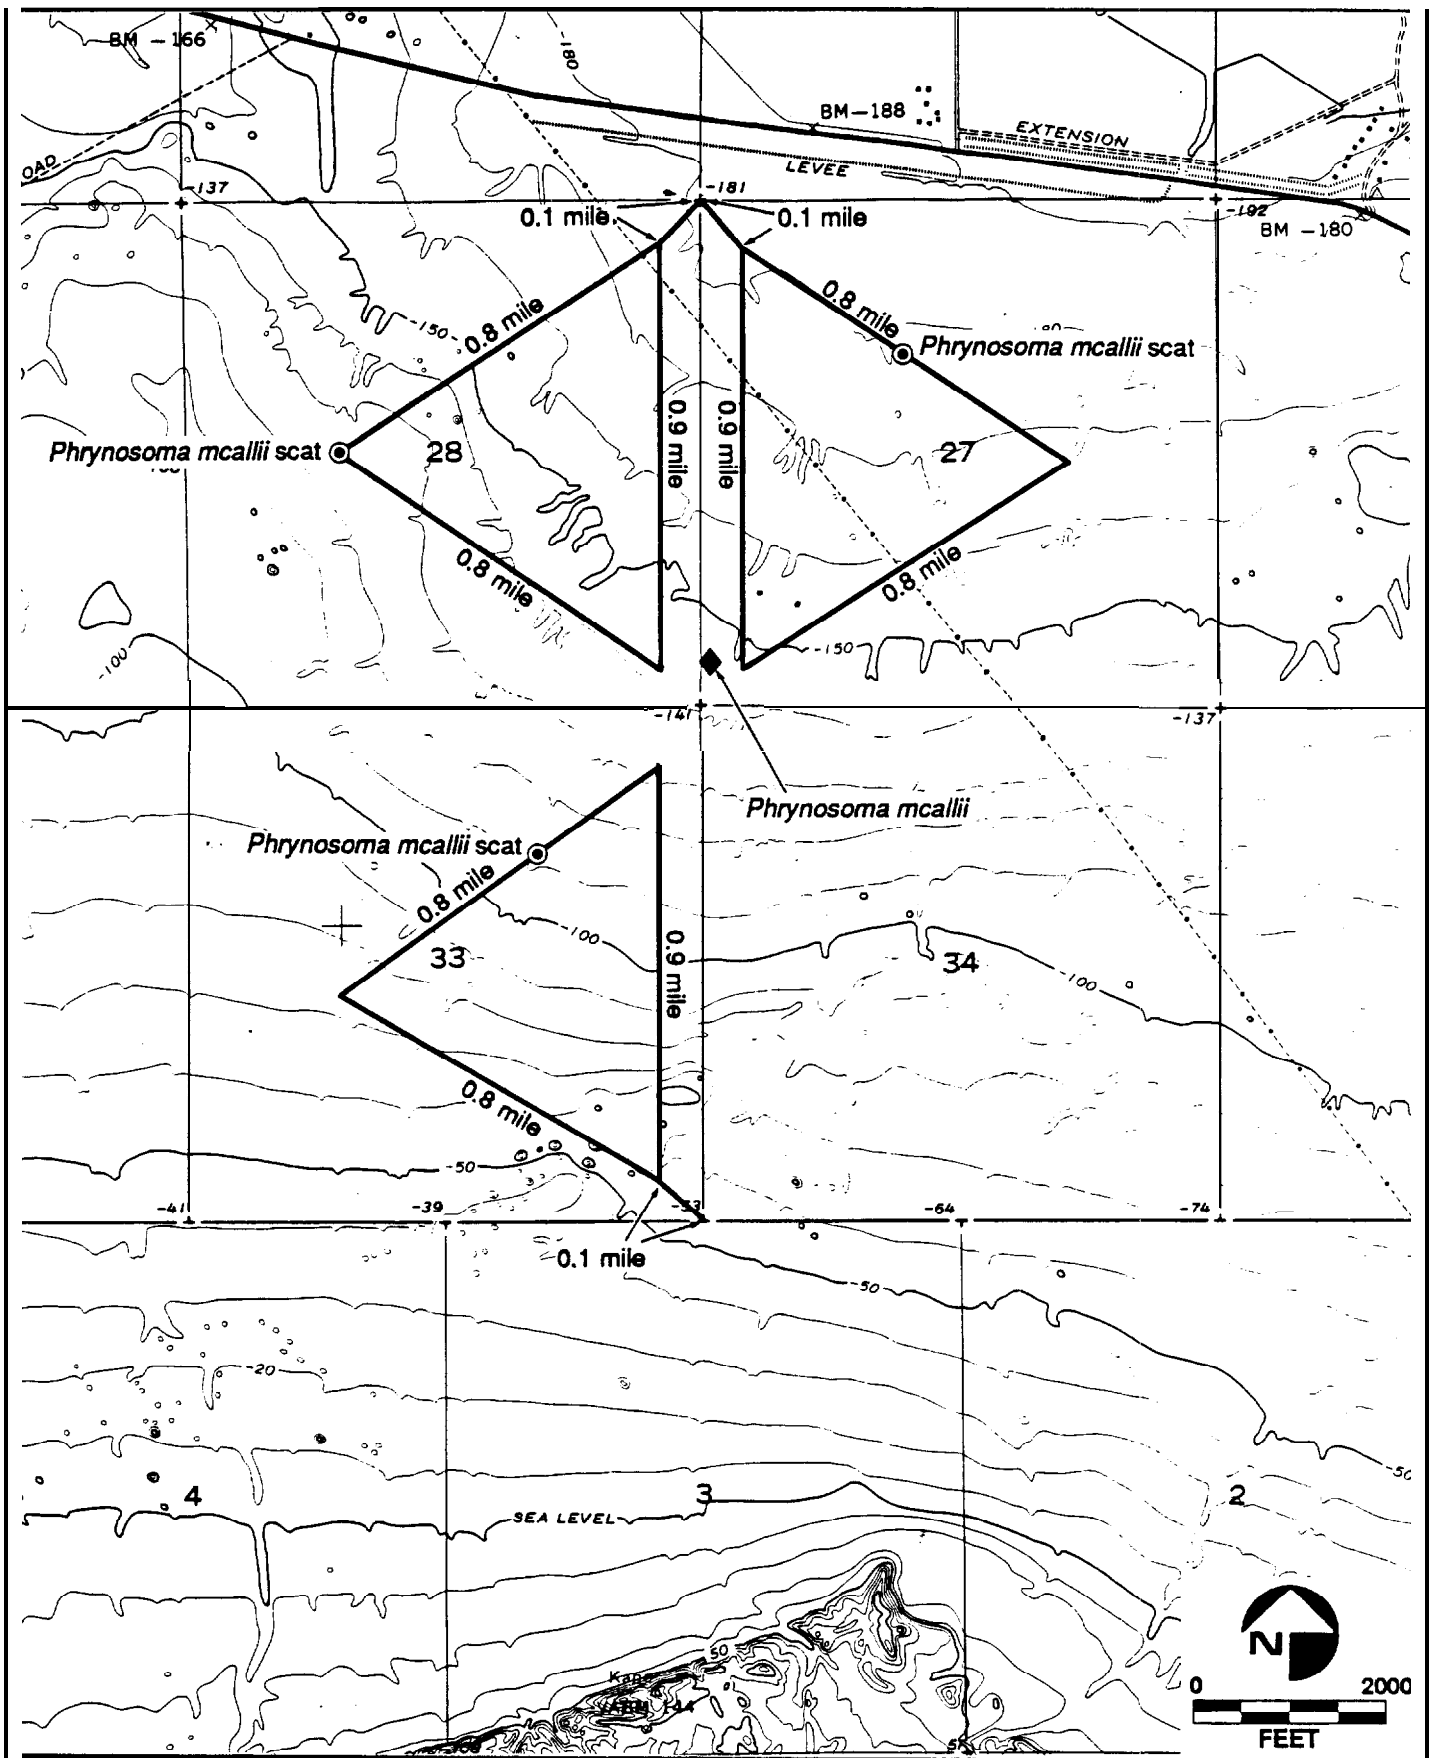 BM -166
-180
BM -188
EXTENSION
LEVEE
OAD
-137
-181
-192
0.1 mile
0.1 mile
BM -180
0.8 mile
0.8 mile
-150
Phrynosoma mcallii scat
0.9 mile
0.9 mile
Phrynosoma mcallii scat
28
27
0.8 mile
0.8 mile
-100
-150
-141
-137
Phrynosoma mcallii
Phrynosoma mcallii scat
0.8 mile
-100
0.9 mile
33
34
-100
0.8 mile
-50
-41
-39
-53
-64
-74
0.1 mile
-50
-20
-50
4
3
2
SEA LEVEL
N
50
0
2000
FEET